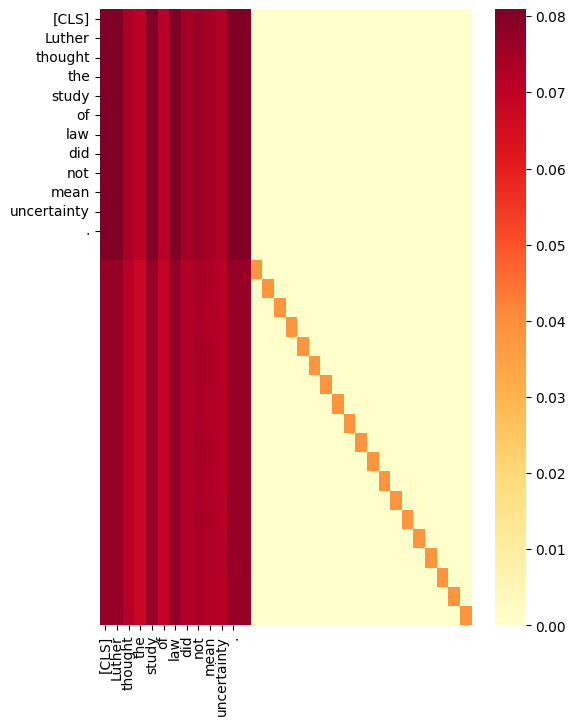 [CLS]
Luther
thought
the
study
of
law
did
not
mean
uncertainty
.
0.08
0.07
0.06
0.05
0.04
0.03
0.02
0.01
0.00
[CLS]
Luther
thought
the
study
of
law
did
not
mean
uncertainty
.